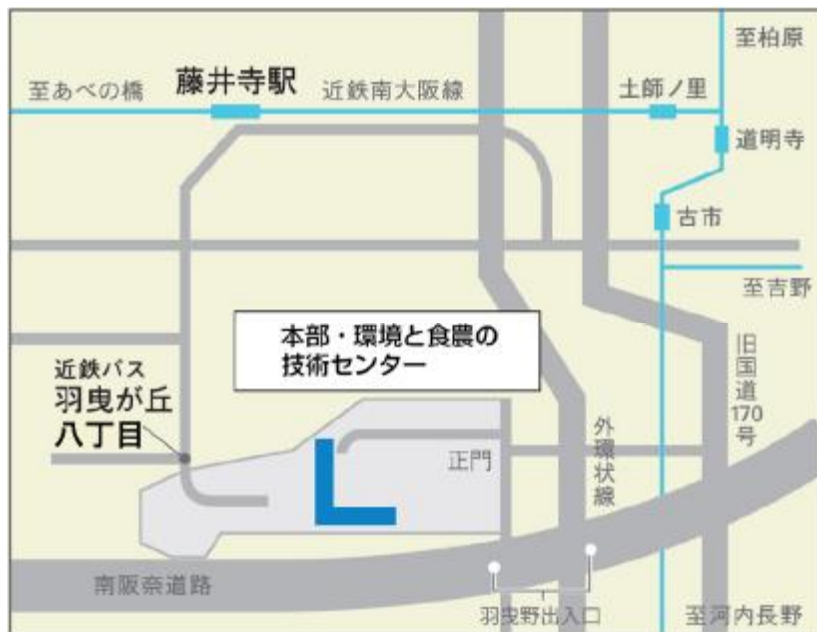 至柏原
至あべの橋
藤井寺駅
近鉄南大阪線
土師ノ里
道明寺
古市
至吉野
本部・環境と食農の
技術センター
旧国道170号
近鉄バス
羽曳が丘
八丁目
外環状線
正門
南阪奈道路
羽曳野出入口
至河内長野